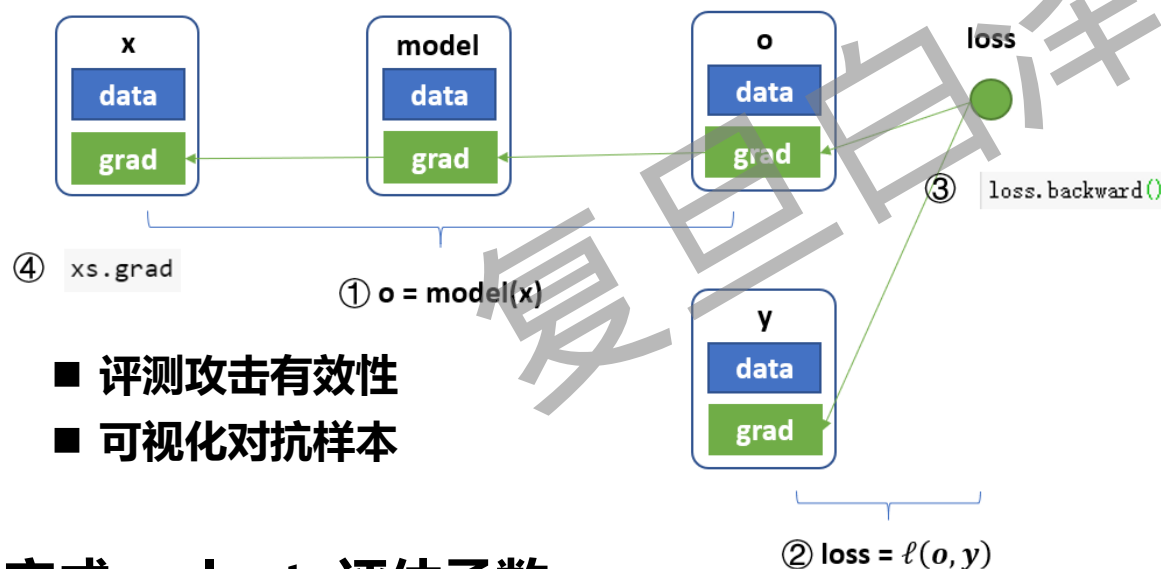 x
data
grad
model
data
grad
o
data
grad
loss
③ loss.backward()
④ xs.grad
① o = model(x)
y
data
grad
■ 评测攻击有效性
■ 可视化对抗样本
② loss = ℓ(o, y)
复旦白泽